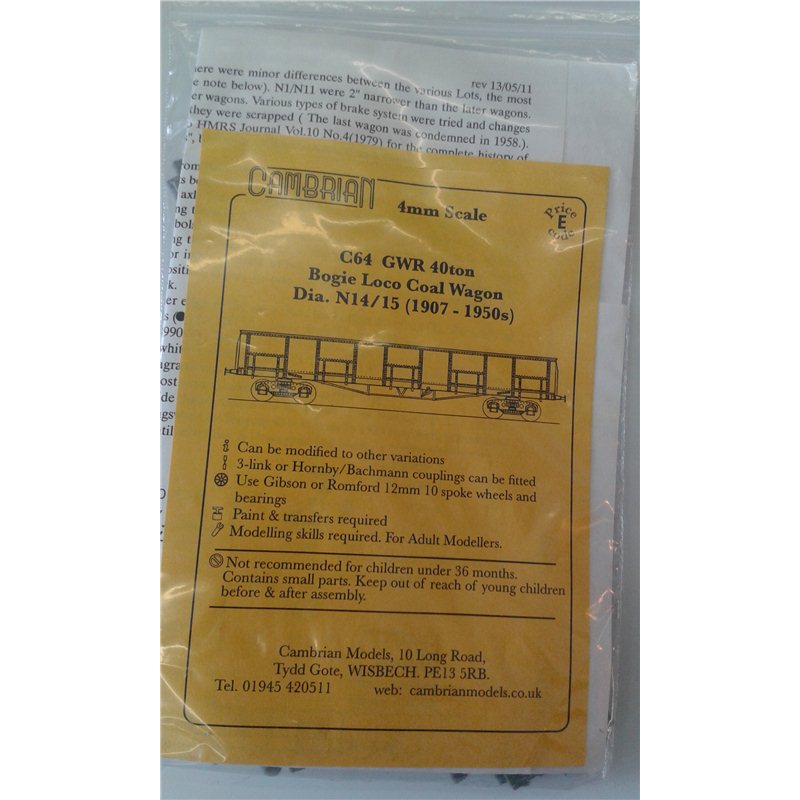 rev 13/05/11
ere were minor differences between the various Lots, the most
e note below). N1/N11 were 2" narrower than the later wagons.
er wagons. Various types of brake system were tried and changes
they were scrapped ( The last wagon was condemned in 1958.).
HMRS Journal Vol.10 No.4(1979) for the complete history of
CAMBRIAN
4mm Scale
Price
E
code
C64 GWR 40ton
Bogie Loco Coal Wagon
Dia. N14/15 (1907 - 1950s)
Can be modified to other variations
3-link or Hornby/Bachmann couplings can be fitted
Use Gibson or Romford 12mm 10 spoke wheels and
bearings
Paint & transfers required
Modelling skills required. For Adult Modellers.
Not recommended for children under 36 months.
Contains small parts. Keep out of reach of young children
before & after assembly.
Cambrian Models, 10 Long Road,
Tydd Gote, WISBECH. PE13 5RB.
Tel. 01945 420511 web: cambrianmodels.co.uk